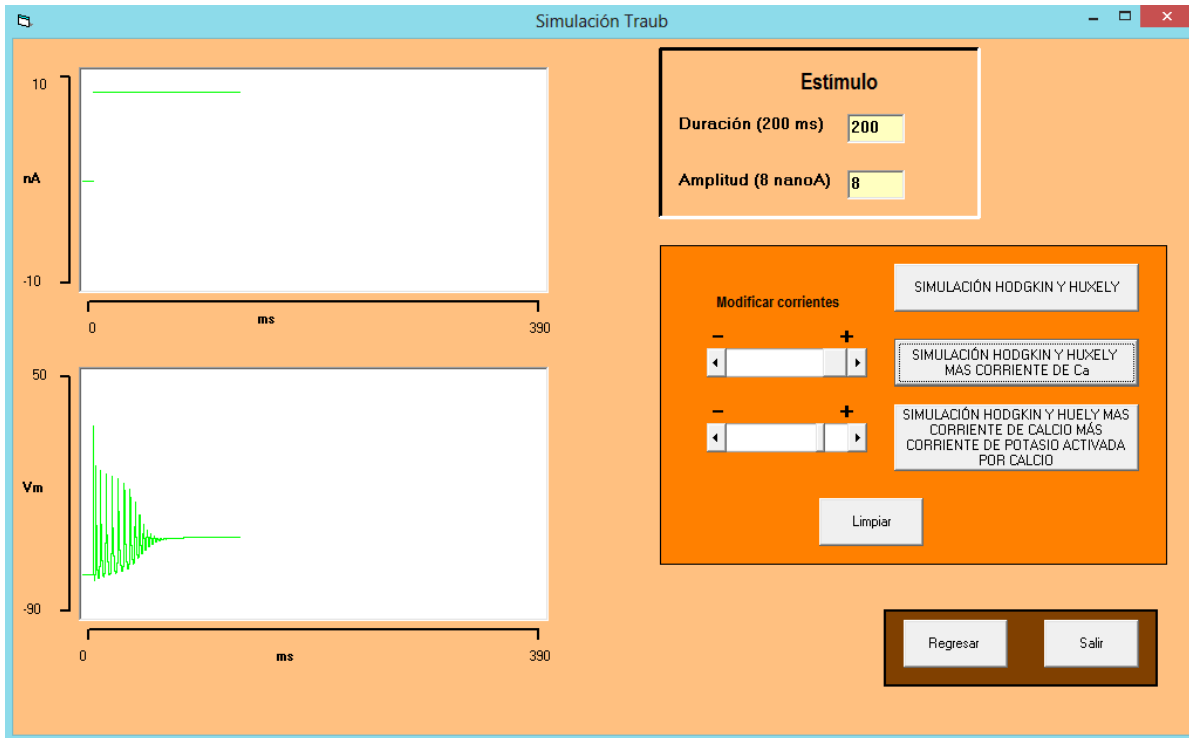 Simulación Traub
10
nA
-10
0
ms
390
50
Vm
-90
0
ms
390
Estímulo
Duración (200 ms)
200
Amplitud (8 nanoA)
8
Modificar corrientes
- +
- +
SIMULACIÓN HODGKIN Y HUXELY
SIMULACIÓN HODGKIN Y HUXELY
MAS CORRIENTE DE Ca
SIMULACIÓN HODGKIN Y HUELY MAS
CORRIENTE DE CALCIO MÁS
CORRIENTE DE POTASIO ACTIVADA
POR CALCIO
Limpiar
Regresar
Salir